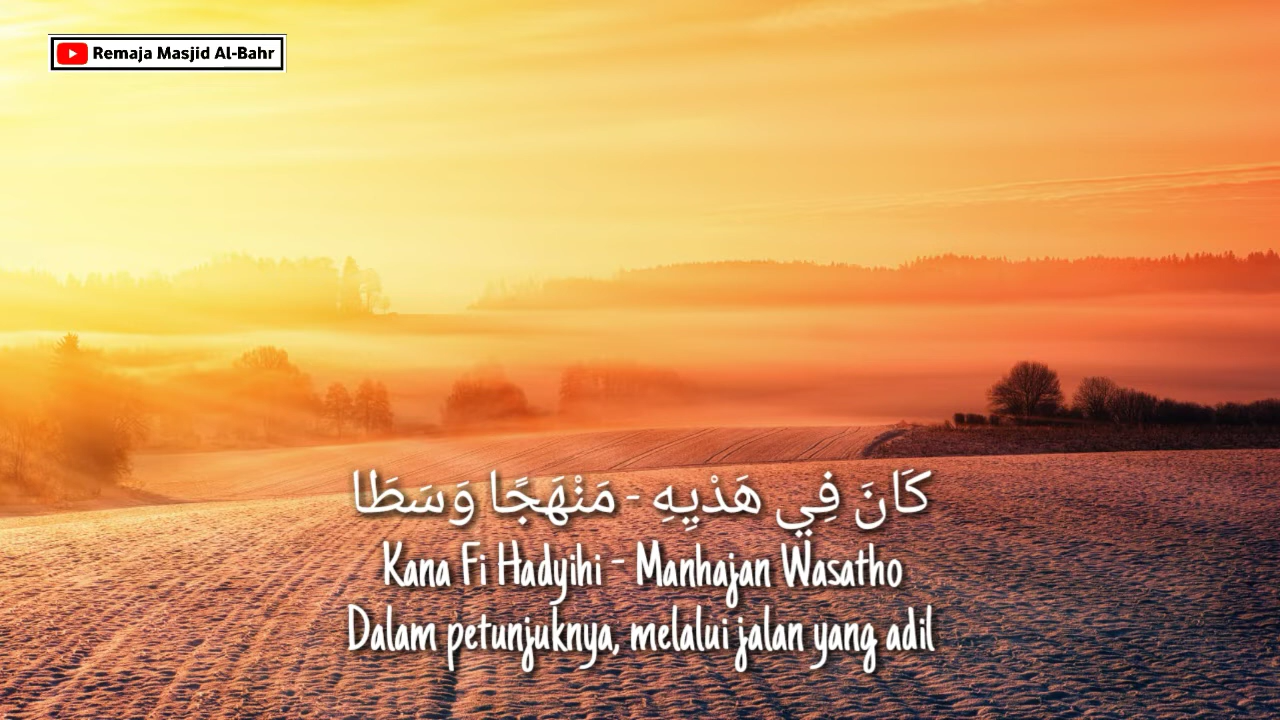 Remaja Masjid Al-Bahr
كَانَ فِي هَدْيِهِ - مَنْهَجًا وَسَطَا
Kana Fi Hadyihi - Manhajan Wasatho
Dalam petunjuknya, melalui jalan yang adil